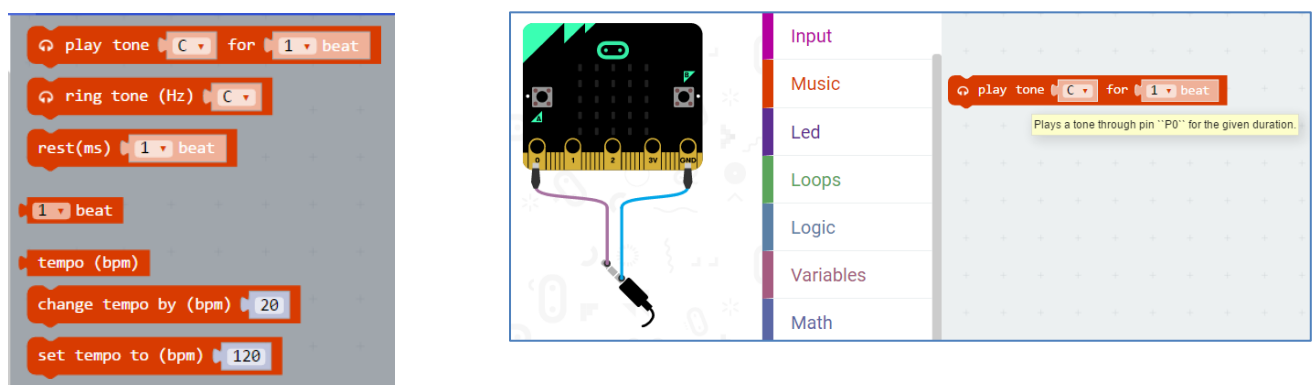 play tone C for 1 beat
ring tone (Hz) C
rest(ms) 1 beat
1 beat
tempo (bpm)
change tempo by (bpm) 20
set tempo to (bpm) 120
A
B
0 1 2 3V GND
Input
Music
Led
Loops
Logic
Variables
Math
play tone C for 1 beat
Plays a tone through pin ``P0`` for the given duration.